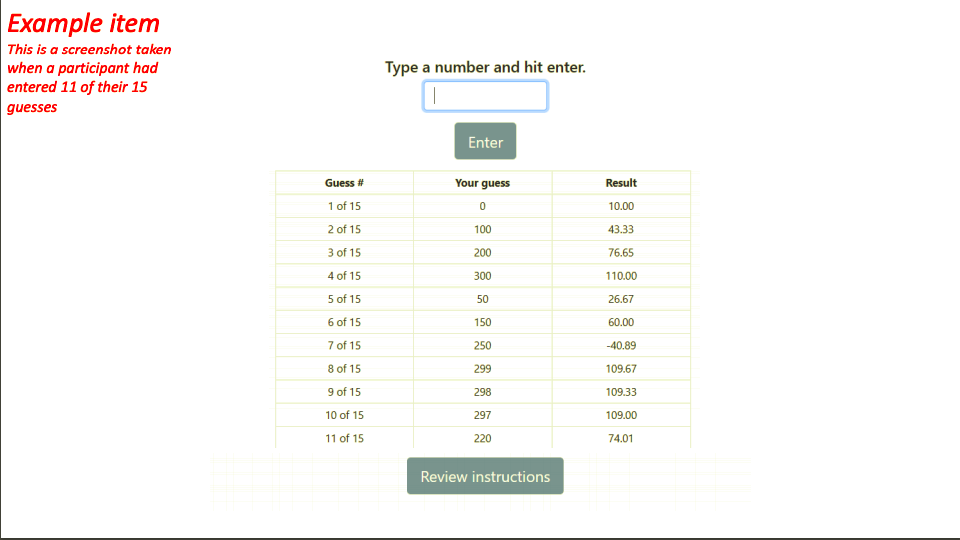 Example item
This is a screenshot taken
when a participant had
entered 11 of their 15
guesses
Type a number and hit enter.
Enter
Guess # Your guess Result
1 of 15 0 10.00
2 of 15 100 43.33
3 of 15 200 76.65
4 of 15 300 110.00
5 of 15 50 26.67
6 of 15 150 60.00
7 of 15 250 -40.89
8 of 15 299 109.67
9 of 15 298 109.33
10 of 15 297 109.00
11 of 15 220 74.01
Review instructions